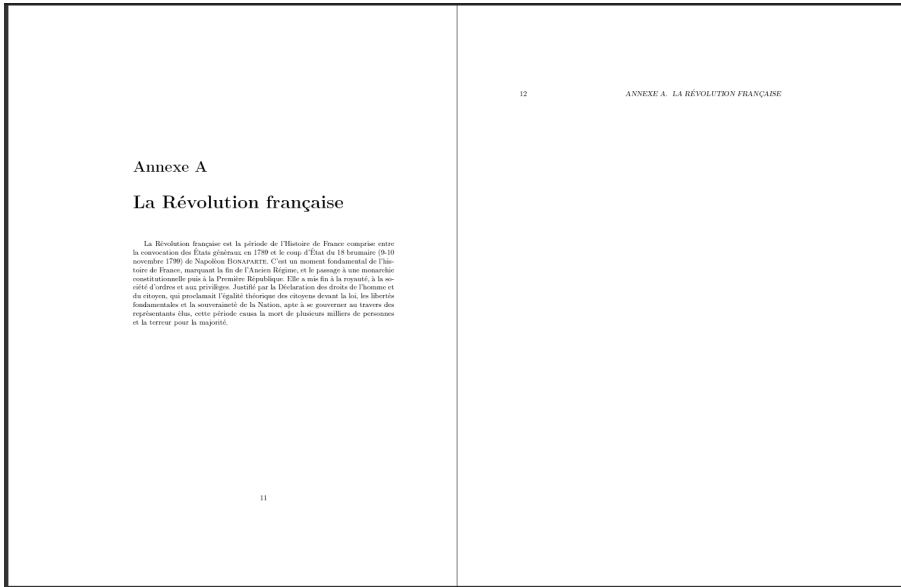 Annexe A
La Révolution française
La Révolution française est la période de l'Histoire de France comprise entre
la convocation des États généraux en 1789 et le coup d'État du 18 brumaire (9-10
novembre 1799) de Napoléon BONAPARTE. C'est un moment fondamental de l'his-
toire de France, marquant la fin de l'Ancien Régime, et le passage à une monarchie
constitutionnelle puis à la Première République. Elle a mis fin à la royauté, à la so-
ciété d'ordres et aux privilèges. Justifié par la Déclaration des droits de l'homme et
du citoyen, qui proclamait l'égalité théorique des citoyens devant la loi, les libertés
fondamentales et la souveraineté de la Nation, apte à se gouverner au travers des
représentants élus, cette période causa la mort de plusieurs milliers de personnes
et la terreur pour la majorité.
11
12 ANNEXE A. LA RÉVOLUTION FRANÇAISE